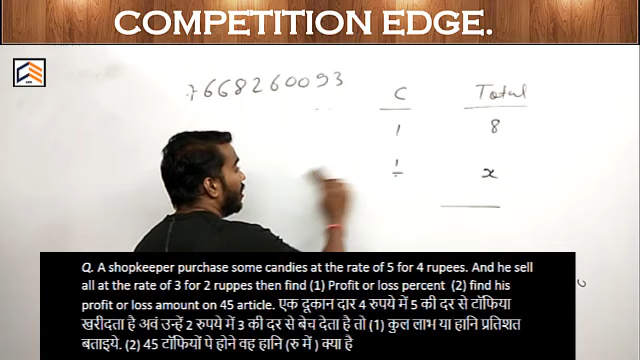 COMPETITION EDGE.
7668260093
C Total
1 8
1 x
Q. A shopkeeper purchase some candies at the rate of 5 for 4 rupees. And he sell
all at the rate of 3 for 2 ruppes then find (1) Profit or loss percent (2) find his
profit or loss amount on 45 article. एक दूकान दार 4 रुपये में 5 की दर से टॉफिया
खरीदता है अवं उन्हें 2 रुपये में 3 की दर से बेच देता है तो (1) कुल लाभ या हानि प्रतिशत
बताइये. (2) 45 टॉफियों पे होने वह हानि (रु में ) क्या है